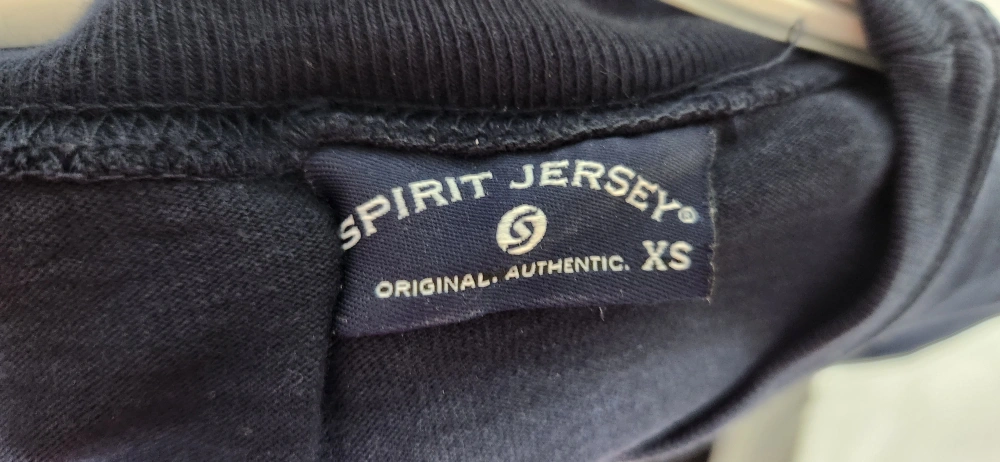 SPIRIT JERSEY®
ORIGINAL. AUTHENTIC. XS